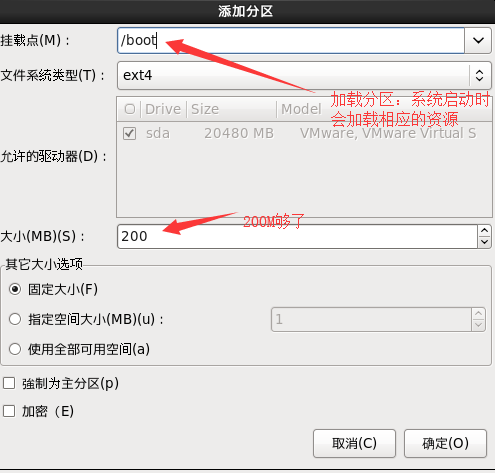 添加分区
挂载点(M)：
/boot
文件系统类型(T)：
ext4
加载分区：系统启动时
会加载相应的资源
允许的驱动器(D)：
Drive Size Model
sda 20480 MB VMware, VMware Virtual S
200M够了
大小(MB)(S)：
200
其它大小选项
固定大小(F)
指定空间大小(MB)(u)：
1
使用全部可用空间(a)
強制为主分区(p)
加密（E)
取消(C)
确定(O)